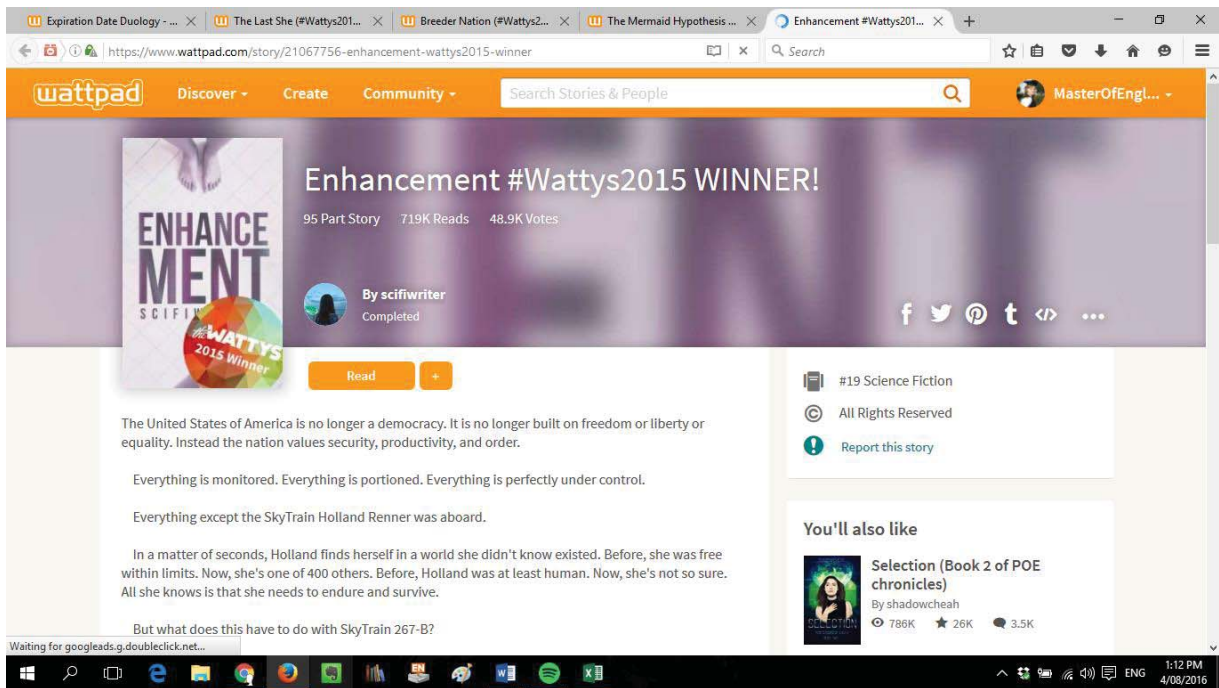 Expiration Date Duology - ...
The Last She (#Wattys201...
Breeder Nation (#Wattys2...
The Mermaid Hypothesis ...
Enhancement #Wattys201...
https://www.wattpad.com/story/21067756-enhancement-wattys2015-winner
Search
wattpad
Discover
Create
Community
Search Stories & People
MasterOfEngl...
ENHANCE
MENT
the WATTYS
2015 Winner
Enhancement #Wattys2015 WINNER!
95 Part Story 719K Reads 48.9K Votes
By scifiwriter
Completed
Read
+
The United States of America is no longer a democracy. It is no longer built on freedom or liberty or
equality. Instead the nation values security, productivity, and order.
Everything is monitored. Everything is portioned. Everything is perfectly under control.
Everything except the SkyTrain Holland Renner was aboard.
In a matter of seconds, Holland finds herself in a world she didn't know existed. Before, she was free
within limits. Now, she's one of 400 others. Before, Holland was at least human. Now, she's not so sure.
All she knows is that she needs to endure and survive.
But what does this have to do with SkyTrain 267-B?
#19 Science Fiction
All Rights Reserved
Report this story
You'll also like
SELECTION
Selection (Book 2 of POE
chronicles)
By shadowcheah
786K 26K 3.5K
Waiting for googleads.g.doubleclick.net...
ENG
1:12 PM
4/08/2016